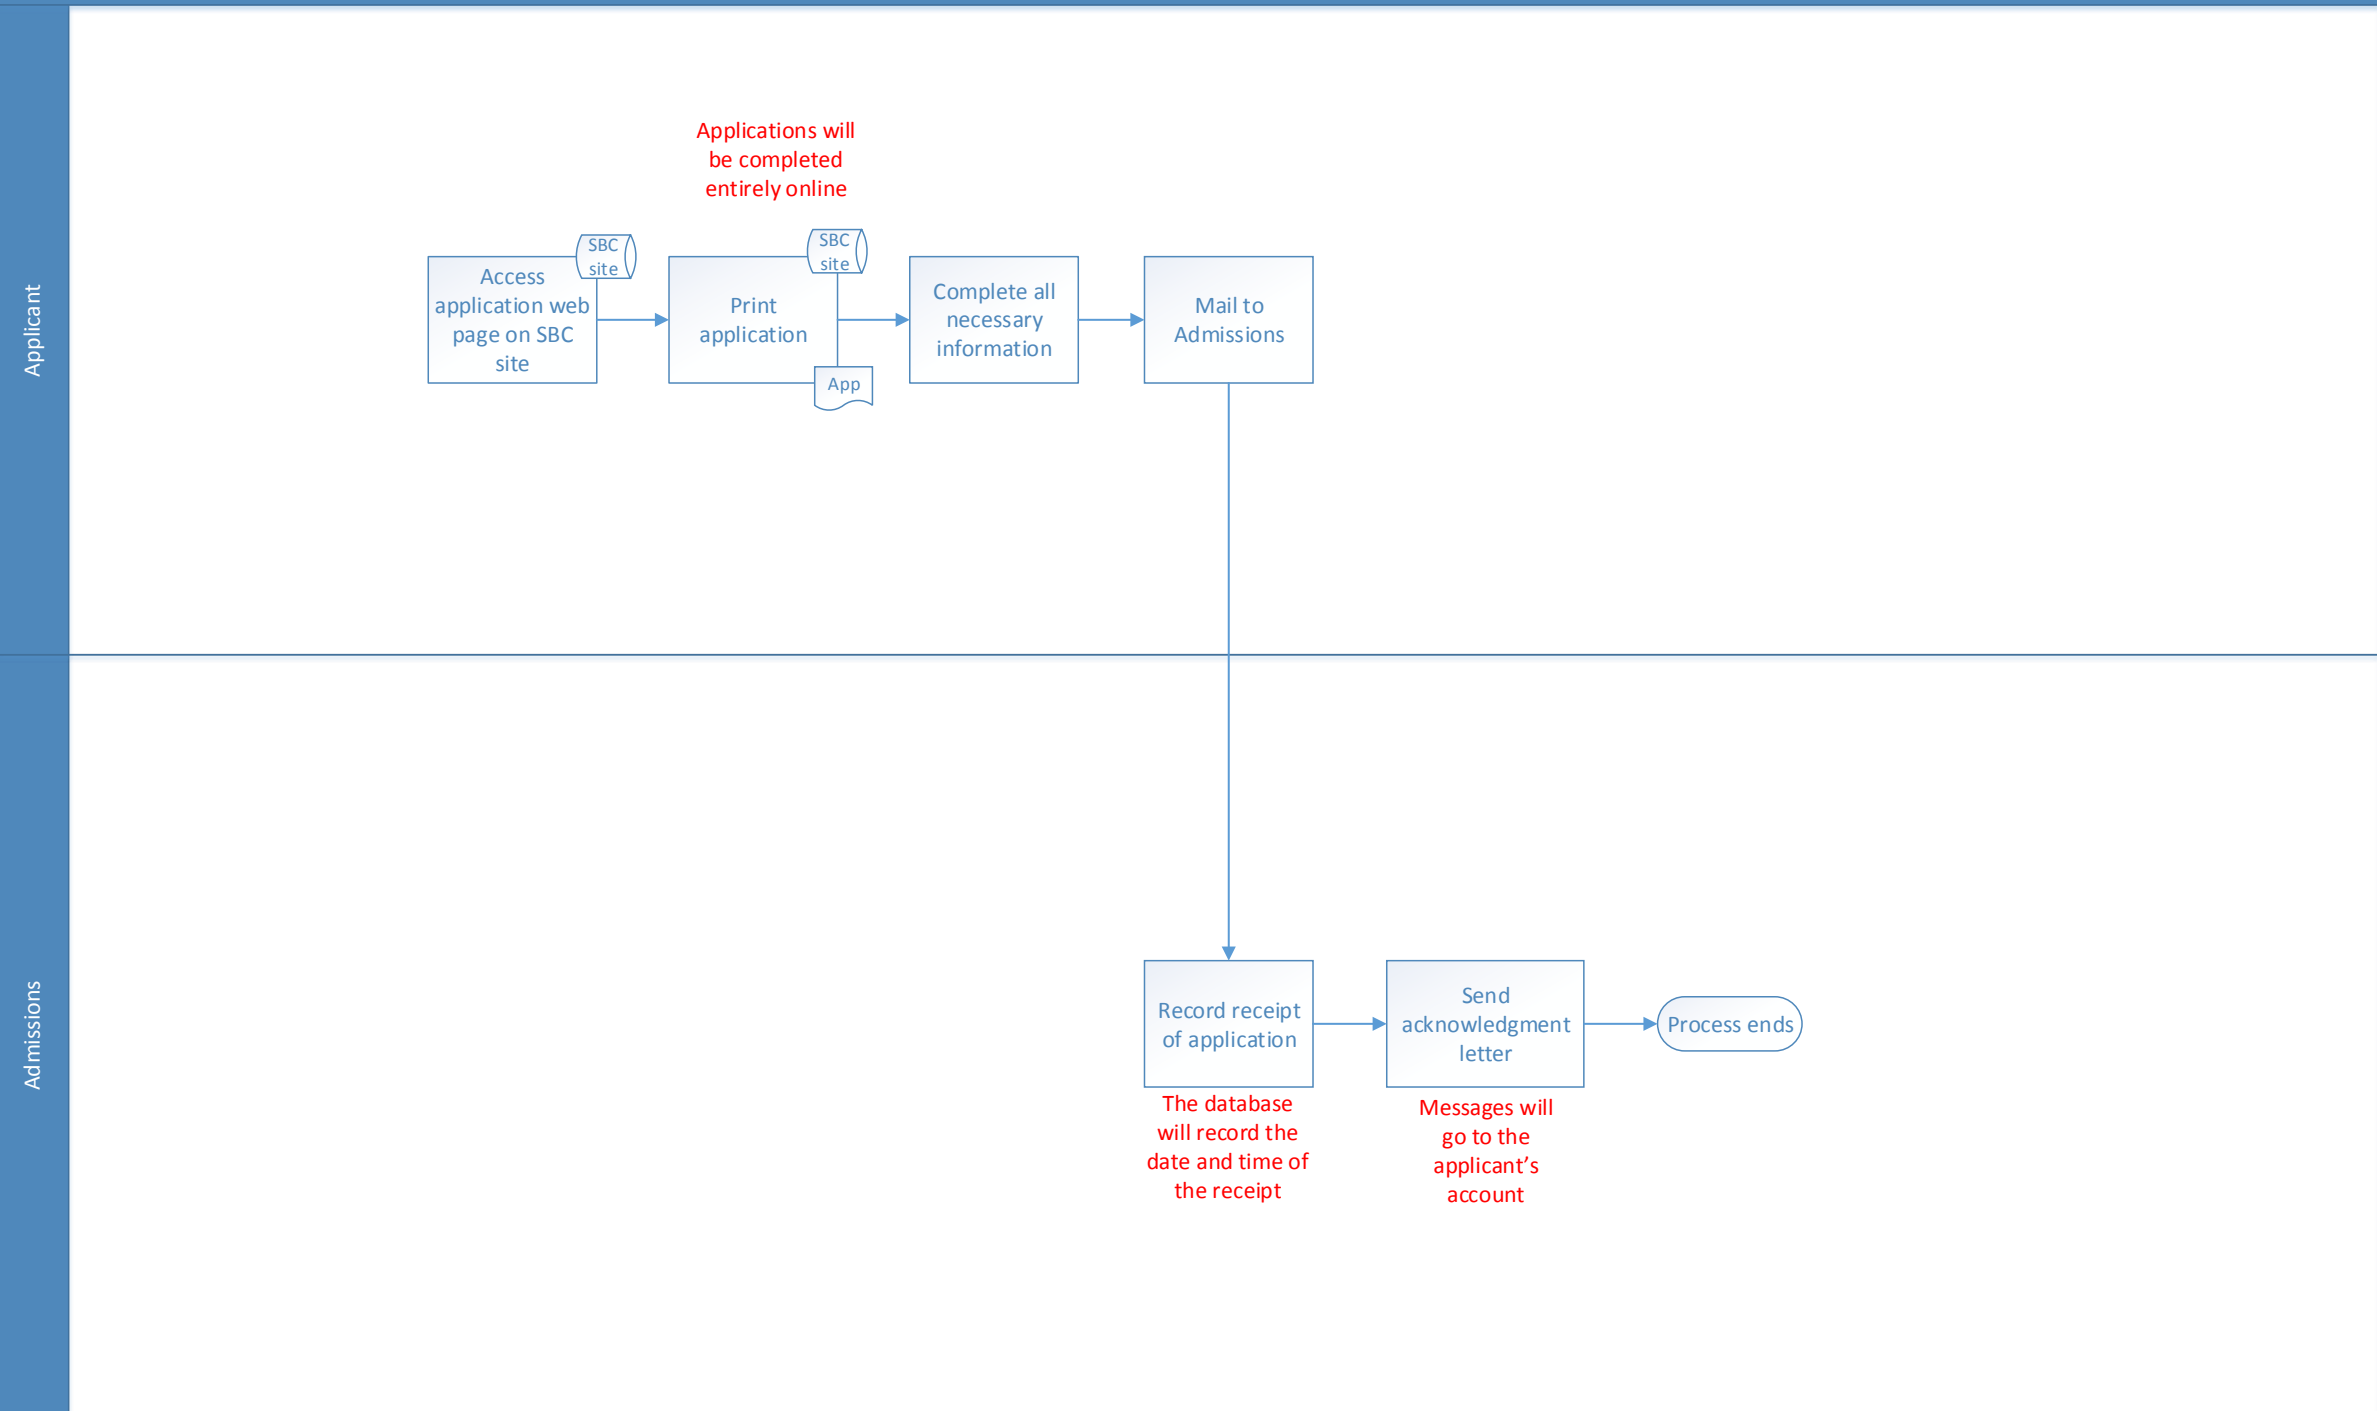 Applicant
Applications will
be completed
entirely online
SBC
site
Access
application web
page on SBC
site
SBC
site
Print
application
App
Complete all
necessary
information
Mail to
Admissions
Admissions
Record receipt
of application
The database
will record the
date and time of
the receipt
Send
acknowledgment
letter
Messages will
go to the
applicant’s
account
Process ends